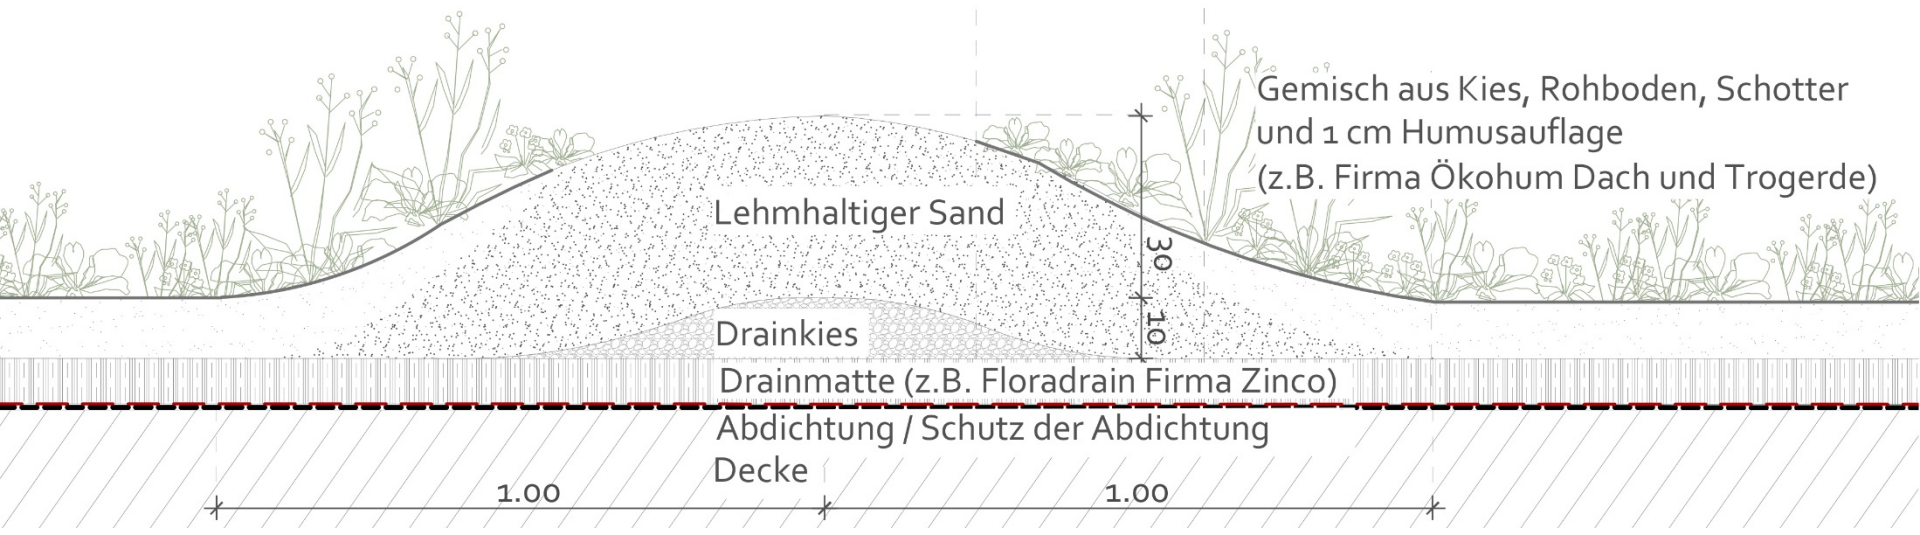 Gemisch aus Kies, Rohboden, Schotter
und 1 cm Humusauflage
(z.B. Firma Ökohum Dach und Trogerde)
Lehmhaltiger Sand
30
Drainkies
10
Drainmatte (z.B. Floradrain Firma Zinco)
Abdichtung / Schutz der Abdichtung
Decke
1.00
1.00